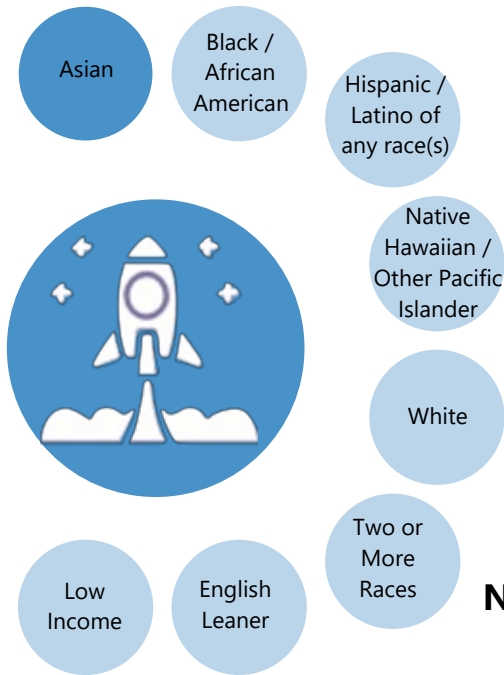 Asian
Black /
African
American
Hispanic /
Latino of
any race(s)
Native
Hawaiian /
Other Pacific
Islander
White
Two or
More
Races
N
English
Leaner
Low
Income